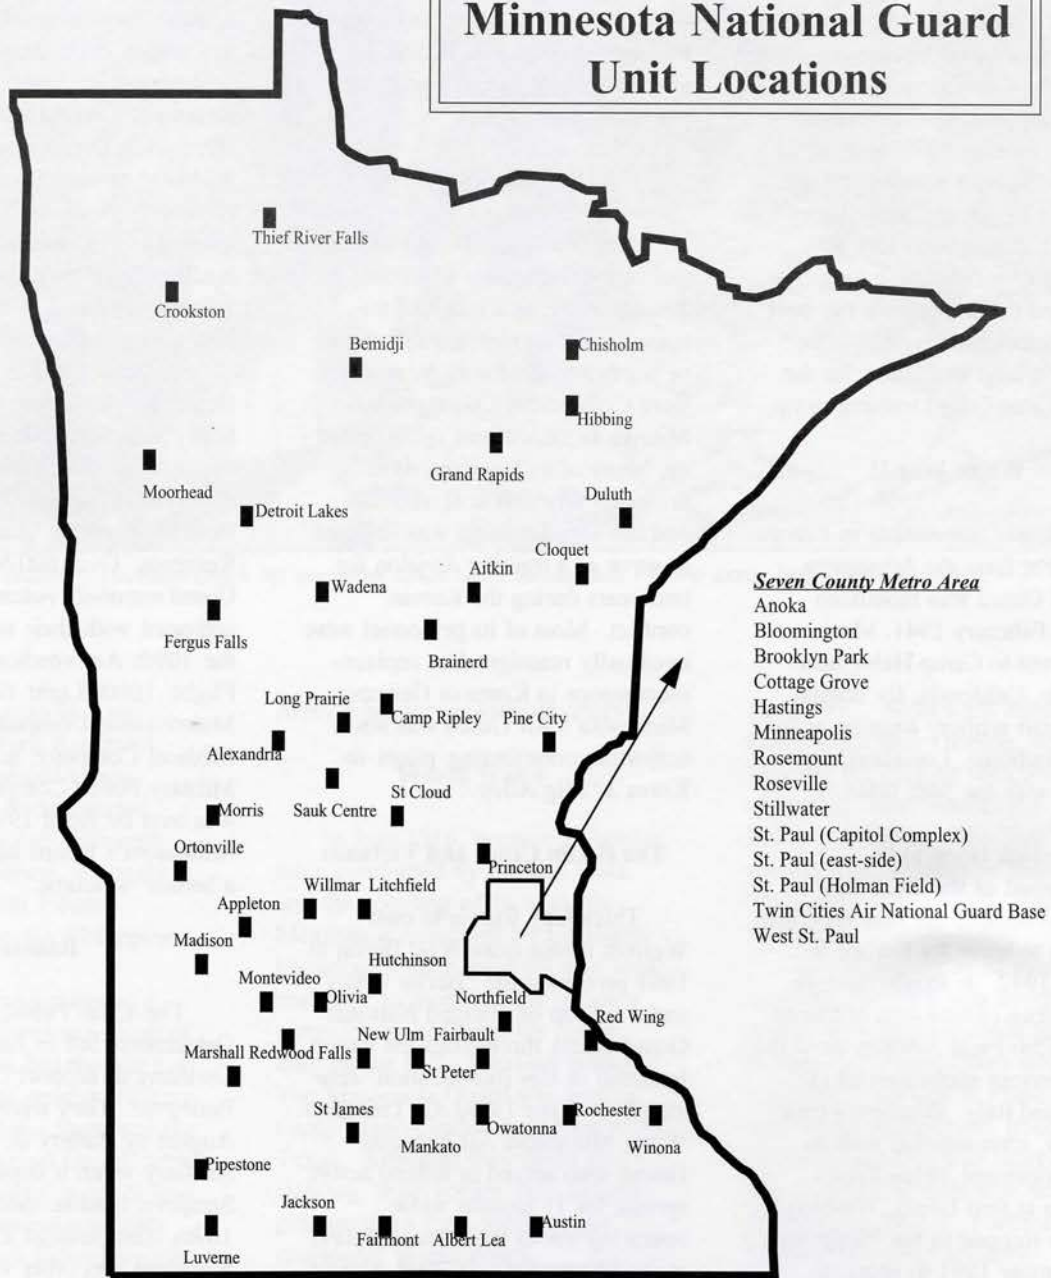 Minnesota National Guard
Unit Locations
Thief River Falls
Crookston
Bemidji
Chisholm
Hibbing
Grand Rapids
Moorhead
Duluth
Detroit Lakes
Cloquet
Aitkin
Wadena
Fergus Falls
Brainerd
Long Prairie
Camp Ripley
Pine City
Alexandria
St Cloud
Sauk Centre
Morris
Ortonville
Princeton
Willmar
Litchfield
Appleton
Madison
Hutchinson
Montevideo
Olivia
Northfield
Red Wing
New Ulm
Fairbault
Marshall
Redwood Falls
St Peter
St James
Mankato
Owatonna
Rochester
Winona
Pipestone
Jackson
Fairmont
Albert Lea
Austin
Luverne
Seven County Metro Area
Anoka
Bloomington
Brooklyn Park
Cottage Grove
Hastings
Minneapolis
Rosemount
Roseville
Stillwater
St. Paul (Capitol Complex)
St. Paul (east-side)
St. Paul (Holman Field)
Twin Cities Air National Guard Base
West St. Paul